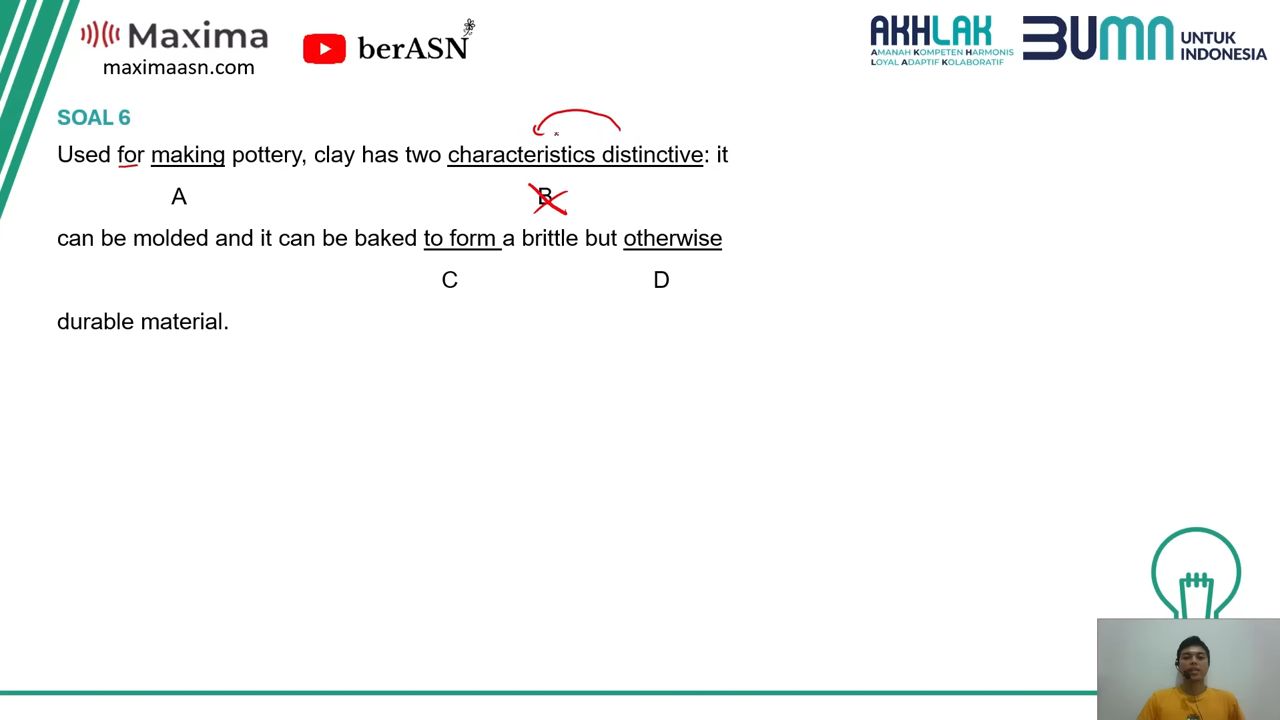 Maxima
maximaasn.com
berASN
AKHLAK
AMANAH KOMPETEN HARMONIS
LOYAL ADAPTIF KOLABORATIF
BUMN
UNTUK
INDONESIA
SOAL 6
Used for making pottery, clay has two characteristics distinctive: it
A B
can be molded and it can be baked to form a brittle but otherwise
C D
durable material.